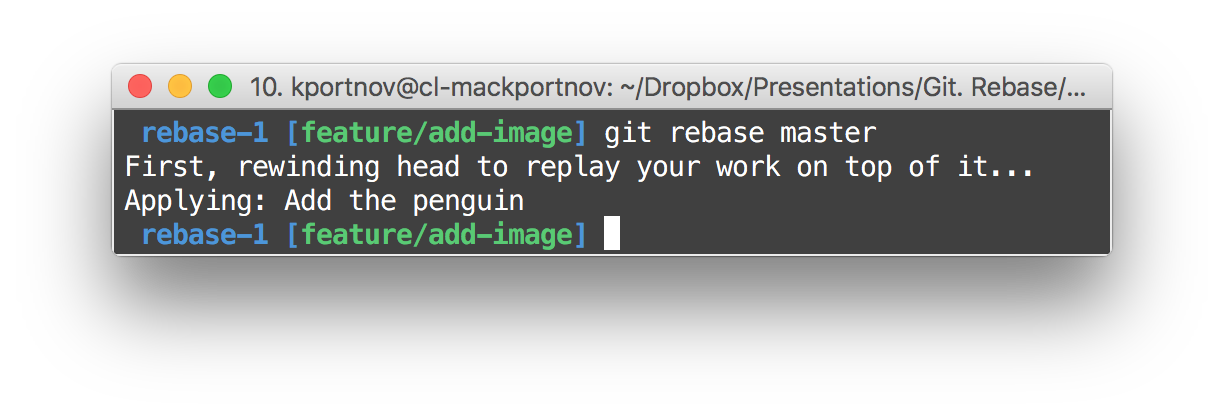 10. kportnov@cl-mackportnov: ~/Dropbox/Presentations/Git. Rebase/...
rebase-1 [feature/add-image] git rebase master
First, rewinding head to replay your work on top of it...
Applying: Add the penguin
rebase-1 [feature/add-image]